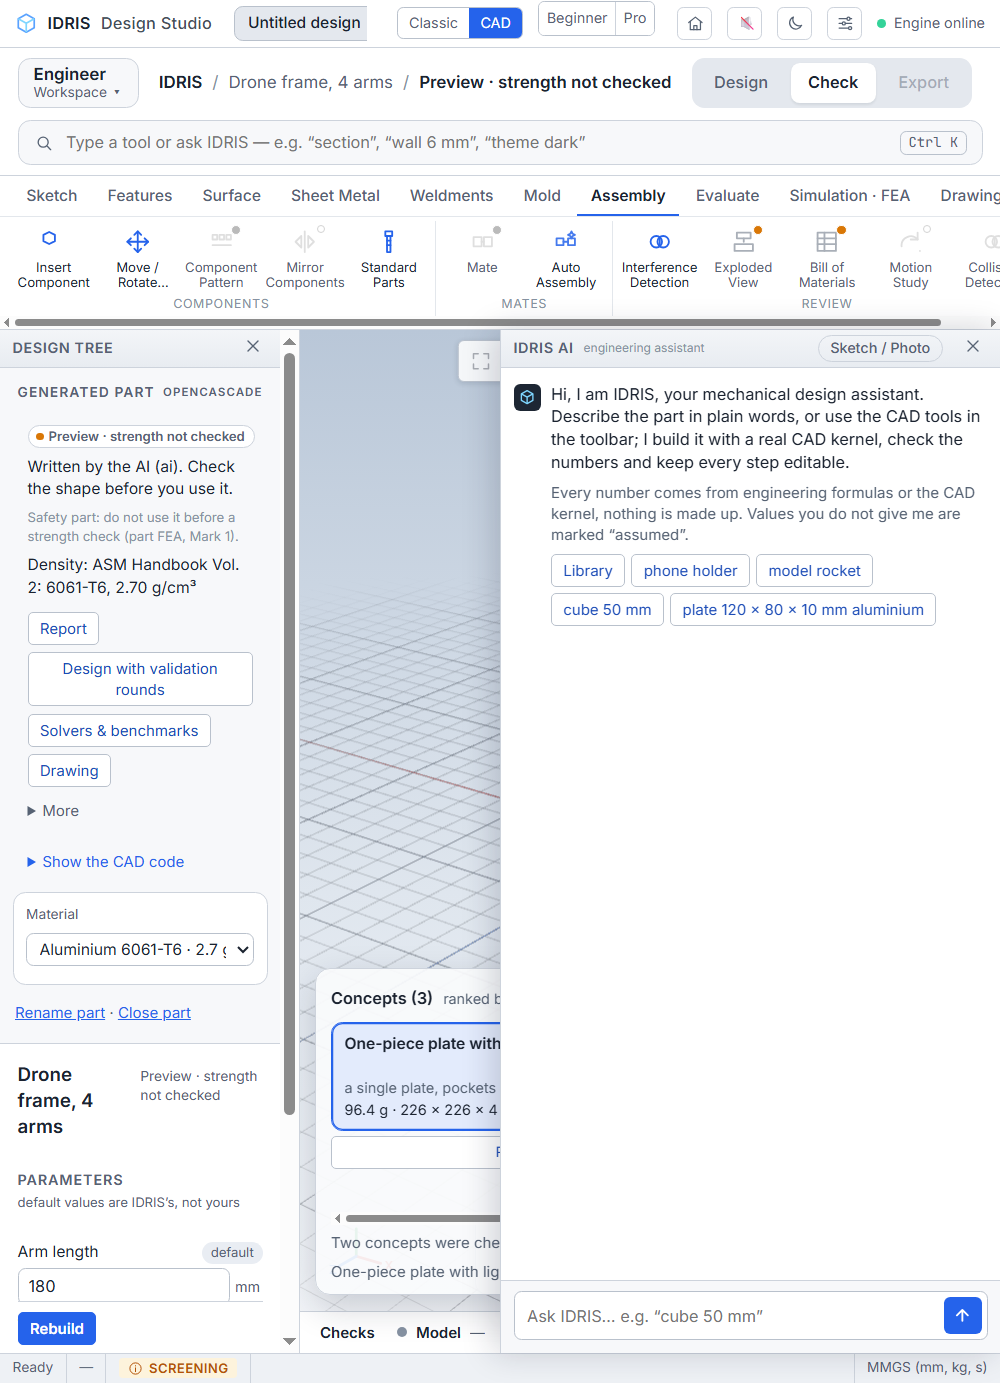 IDRIS Design Studio Untitled design Classic CAD Beginner Pro Engine online
Engineer
Workspace
IDRIS / Drone frame, 4 arms / Preview · strength not checked Design Check Export
Type a tool or ask IDRIS — e.g. “section”, “wall 6 mm”, “theme dark” Ctrl K
Sketch Features Surface Sheet Metal Weldments Mold Assembly Evaluate Simulation · FEA Drawing
Insert Component
Move / Rotate...
Component Pattern
Mirror Components
Standard Parts
COMPONENTS
Mate
Auto Assembly
MATES
Interference Detection
Exploded View
Bill of Materials
Motion Study
REVIEW
DESIGN TREE
GENERATED PART OPENCASCADE
Preview · strength not checked
Written by the AI (ai). Check
the shape before you use it.
Safety part: do not use it before a
strength check (part FEA, Mark 1).
Density: ASM Handbook Vol.
2: 6061-T6, 2.70 g/cm³
Report
Design with validation
rounds
Solvers & benchmarks
Drawing
More
Show the CAD code
Material
Aluminium 6061-T6 · 2.7
Rename part · Close part
Drone
frame, 4
arms
Preview · strength
not checked
PARAMETERS
default values are IDRIS’s, not yours
Arm length default
180 mm
Rebuild
Concepts (3) ranked
One-piece plate with
a single plate, pockets
96.4 g · 226 × 226 × 4
Two concepts were
One-piece plate with
Checks Model —
IDRIS AI engineering assistant Sketch / Photo
Hi, I am IDRIS, your mechanical design assistant.
Describe the part in plain words, or use the CAD tools in
the toolbar; I build it with a real CAD kernel, check the
numbers and keep every step editable.
Every number comes from engineering formulas or the CAD
kernel, nothing is made up. Values you do not give me are
marked “assumed”.
Library phone holder model rocket
cube 50 mm plate 120 × 80 × 10 mm aluminium
Ask IDRIS... e.g. “cube 50 mm”
Ready — SCREENING MMGS (mm, kg, s)